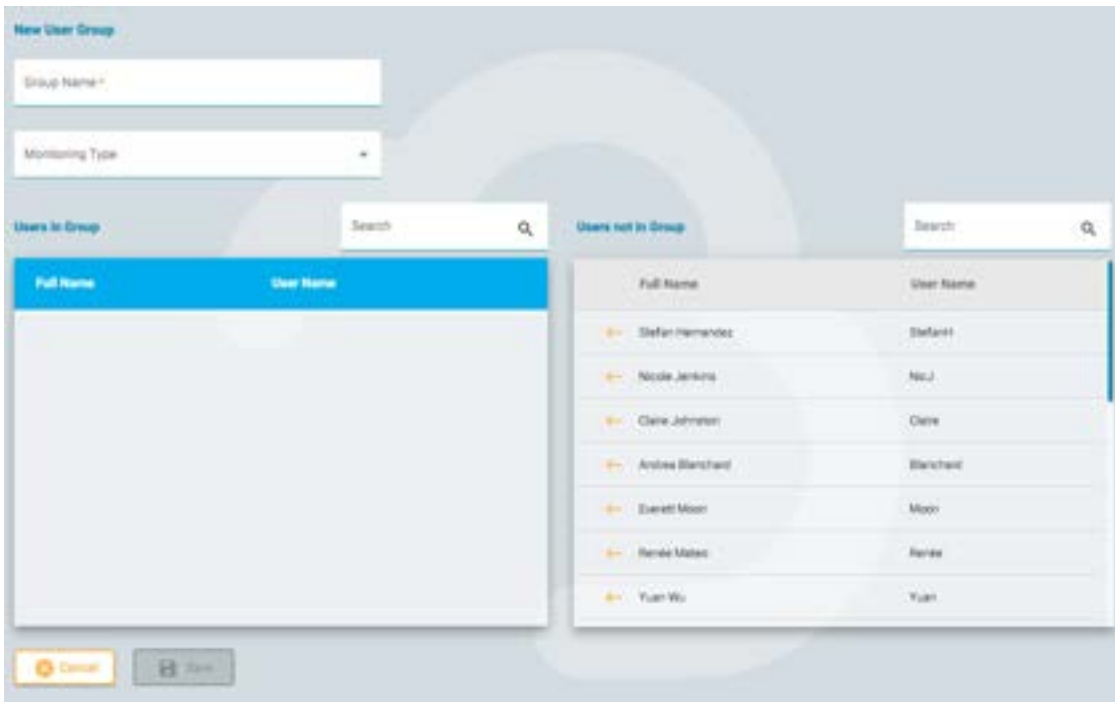 New User Group
Group Name *
Monitoring Type
Users in Group
Search
Users not in Group
Search
Full Name User Name
Full Name User Name
Stefan Hernandez StefanH
Nicole Jenkins NicJ
Claire Johnston Claire
Andrea Blanchard Blanchard
Everett Moon Moon
Renée Mateo Renée
Yuan Wu Yuan
Cancel
Save